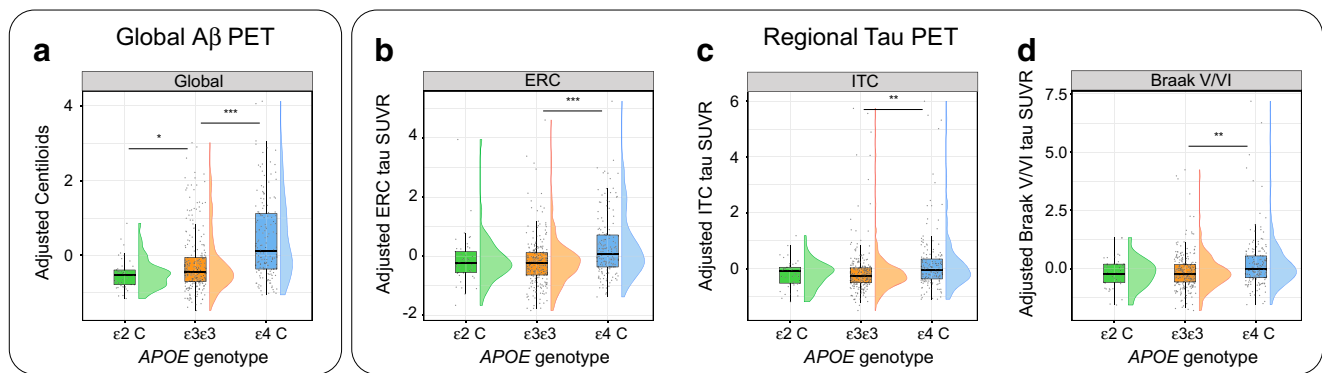 Global Aβ PET
a
Global
Adjusted Centiloids
4
2
0
*
***
ε2 C
ε3ε3
ε4 C
APOE genotype
Regional Tau PET
b
ERC
Adjusted ERC tau SUVR
4
2
0
-2
***
ε2 C
ε3ε3
ε4 C
APOE genotype
c
ITC
Adjusted ITC tau SUVR
6
4
2
0
**
ε2 C
ε3ε3
ε4 C
APOE genotype
d
Braak V/VI
Adjusted Braak V/VI tau SUVR
7.5
5.0
2.5
0.0
**
ε2 C
ε3ε3
ε4 C
APOE genotype